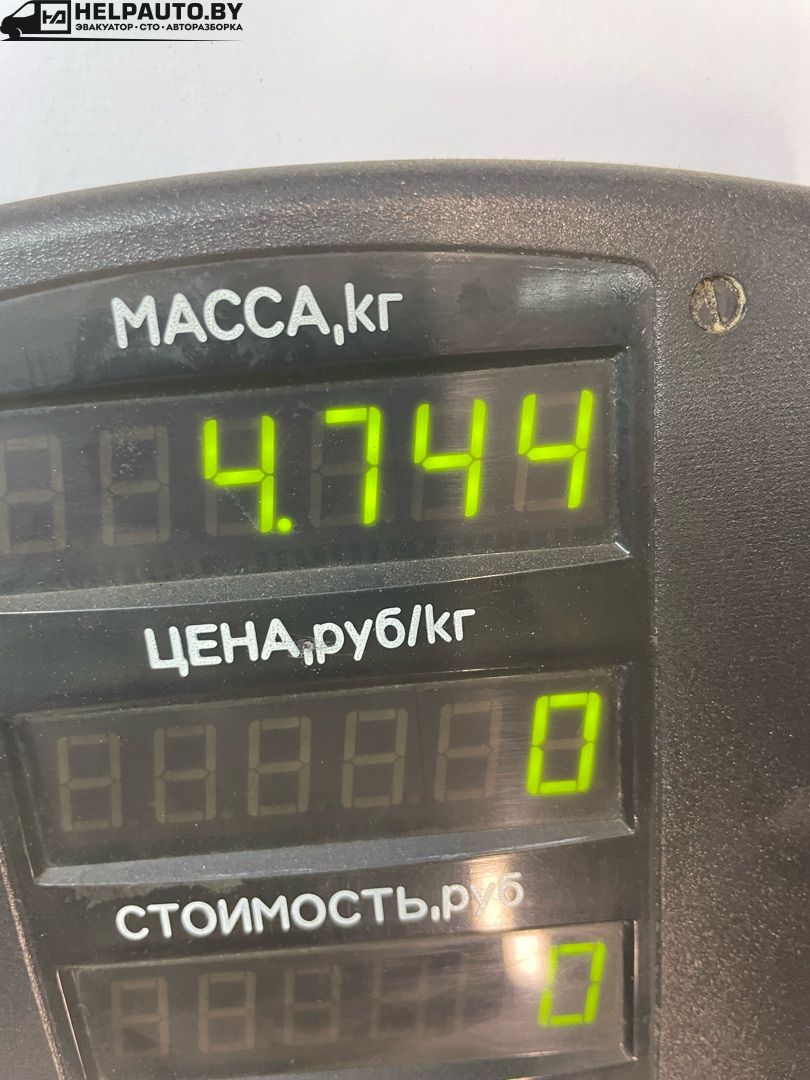 HELPAUTO.BY
ЭВАКУАТОР • СТО • АВТОРАЗБОРКА
МАССА,кг
4.744
ЦЕНА,руб/кг
0
СТОИМОСТЬ,руб
0